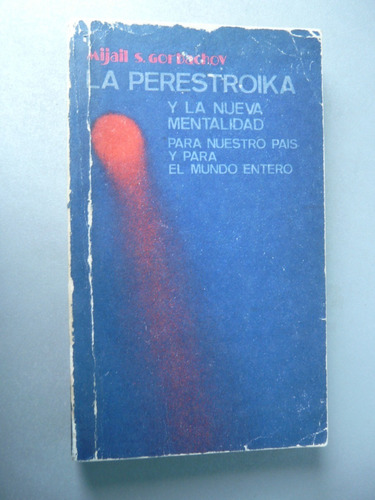 Mijail S. Gorbachov
LA PERESTROIKA
Y LA NUEVA
MENTALIDAD
PARA NUESTRO PAIS
Y PARA
EL MUNDO ENTERO